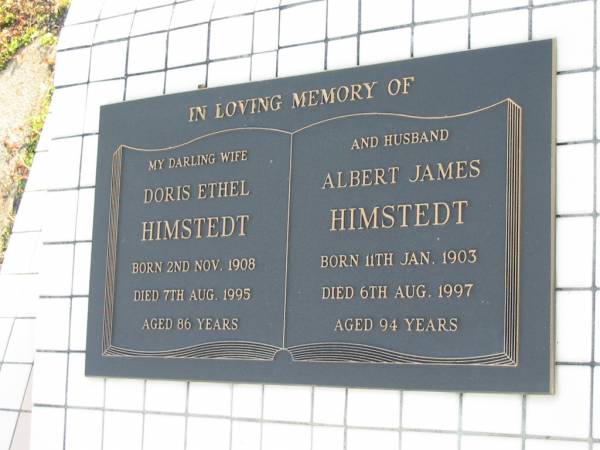 IN LOVING MEMORY OF
MY DARLING WIFE
DORIS ETHEL
HIMSTEDT
BORN 2ND NOV. 1908
DIED 7TH AUG. 1995
AGED 86 YEARS
AND HUSBAND
ALBERT JAMES
HIMSTEDT
BORN 11TH JAN. 1903
DIED 6TH AUG. 1997
AGED 94 YEARS